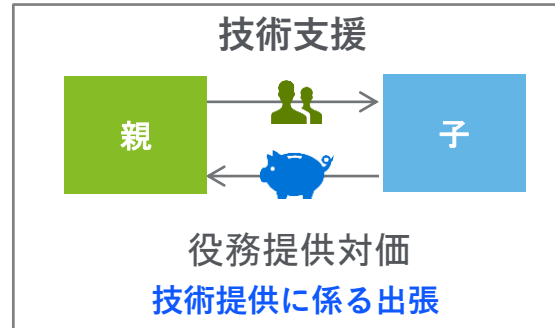 技術支援
親
子
役務提供対価
技術提供に係る出張